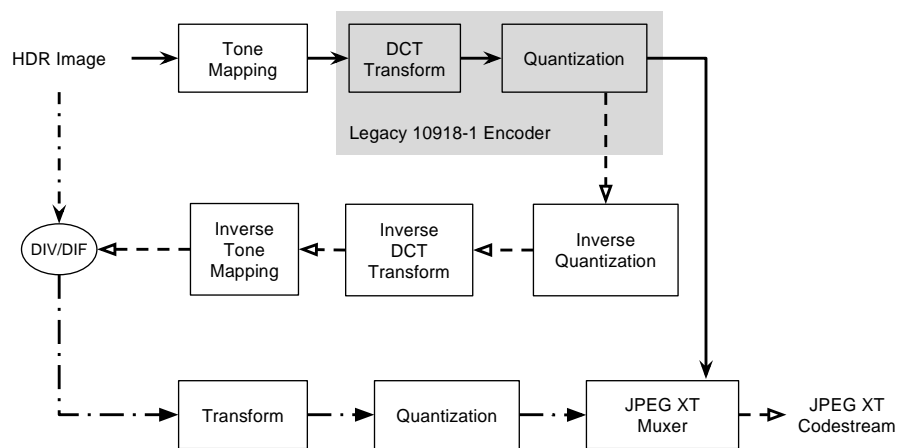 HDR Image
Tone
Mapping
DCT
Transform
Quantization
Legacy 10918-1 Encoder
DIV/DIF
Inverse
Tone
Mapping
Inverse
DCT
Transform
Inverse
Quantization
Transform
Quantization
JPEG XT
Muxer
JPEG XT
Codestream